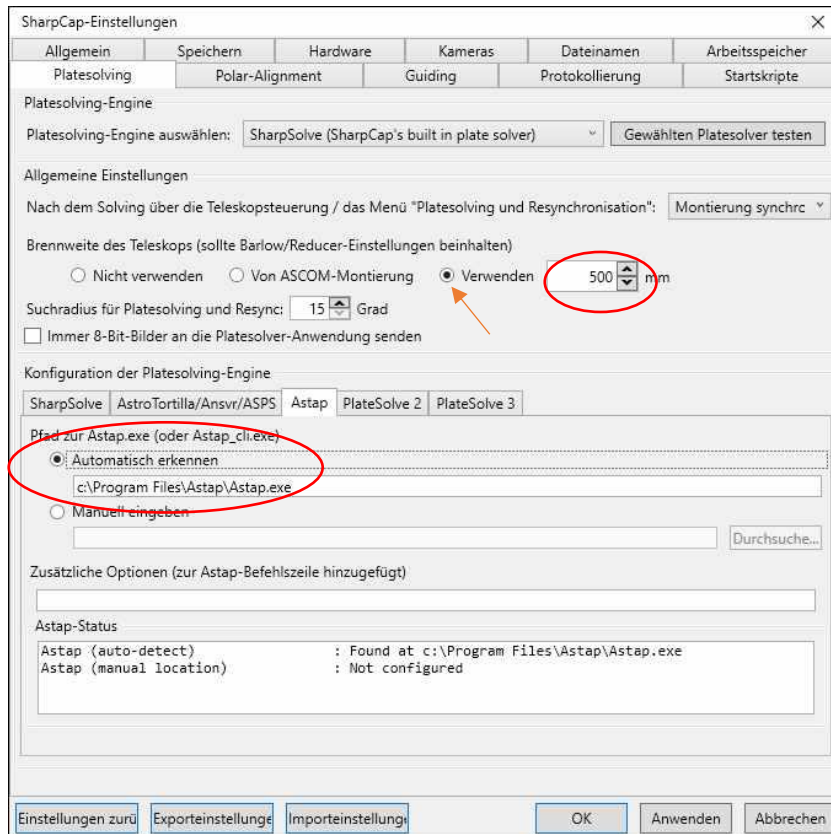 SharpCap-Einstellungen
Allgemein Speichern Hardware Kameras Dateinamen Arbeitsspeicher
Platesolving Polar-Alignment Guiding Protokollierung Startskripte
Platesolving-Engine
Platesolving-Engine auswählen: SharpSolve (SharpCap's built in plate solver) Gewählten Platesolver testen
Allgemeine Einstellungen
Nach dem Solving über die Teleskopsteuerung / das Menü "Platesolving und Resynchronisation": Montierung synchrc
Brennweite des Teleskops (sollte Barlow/Reducer-Einstellungen beinhalten)
Nicht verwenden Von ASCOM-Montierung Verwenden 500 mm
Suchradius für Platesolving und Resync: 15 Grad
Immer 8-Bit-Bilder an die Platesolver-Anwendung senden
Konfiguration der Platesolving-Engine
SharpSolve AstroTortilla/Ansvr/ASPS Astap PlateSolve 2 PlateSolve 3
Pfad zur Astap.exe (oder Astap_cli.exe)
Automatisch erkennen
c:\Program Files\Astap\Astap.exe
Manuell eingeben
Durchsuche...
Zusätzliche Optionen (zur Astap-Befehlszeile hinzugefügt)
Astap-Status
Astap (auto-detect) : Found at c:\Program Files\Astap\Astap.exe
Astap (manual location) : Not configured
Einstellungen zurü Exporteinstellunge Importeinstellung OK Anwenden Abbrechen